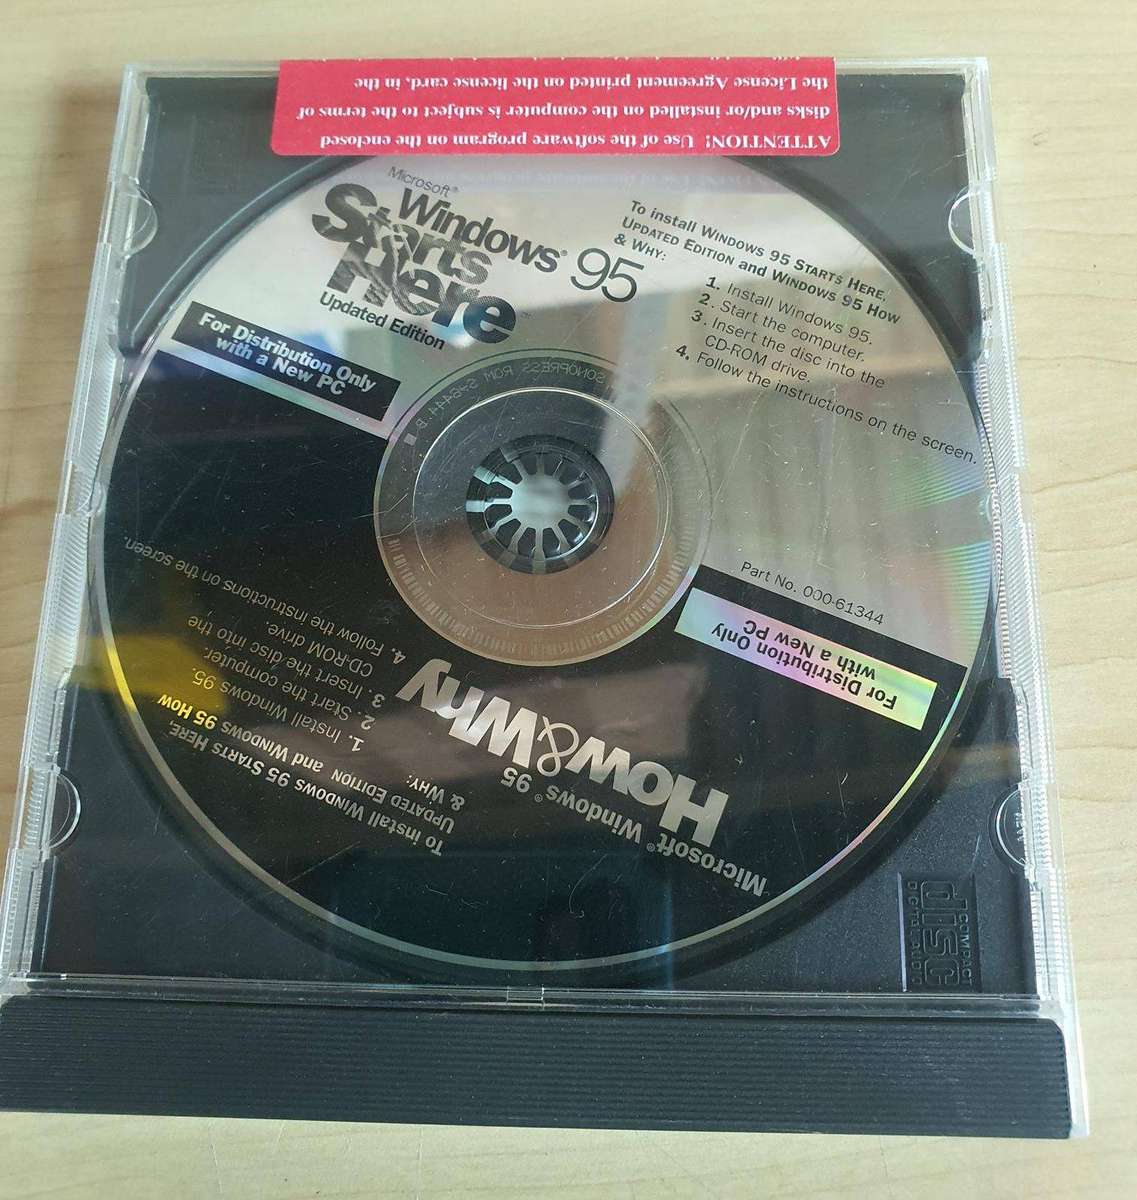 ATTENTION! Use of the software program on the enclosed
disks and/or installed on the computer is subject to the terms of
the License Agreement printed on the license card, in the
Microsoft®
Windows® 95
Starts
Here™
Updated Edition
For Distribution Only
with a New PC
To install WINDOWS 95 STARTS HERE,
UPDATED EDITION and WINDOWS 95 HOW
& WHY:
1. Install Windows 95.
2. Start the computer.
3. Insert the disc into the
CD-ROM drive.
4. Follow the instructions on the screen.
SONOPRESS ROM
Part No. 000-61344
For Distribution Only
with a New PC
Microsoft® Windows® 95
How&Why
To install WINDOWS 95 STARTS HERE,
UPDATED EDITION and WINDOWS 95 HOW
& WHY:
1. Install Windows 95.
2. Start the computer.
3. Insert the disc into the
CD-ROM drive.
4. Follow the instructions on the screen.
COMPACT
disc
DIGITAL AUDIO